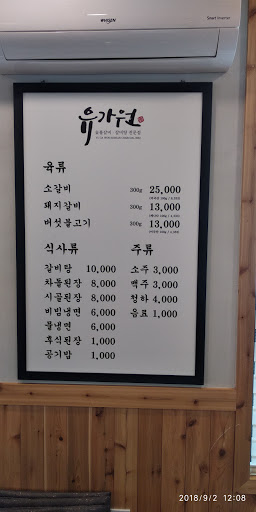 WHISEN
Smart Inverter
유가원
육류
소갈비 300g 25,000
돼지갈비 300g 13,000
버섯불고기 300g 13,000
식사류
갈비탕 10,000
차돌된장 8,000
시골된장 8,000
비빔냉면 6,000
물냉면 6,000
후식된장 1,000
공기밥 1,000
주류
소주 3,000
맥주 3,000
청하 4,000
음료 1,000
2018/9/2 12:08